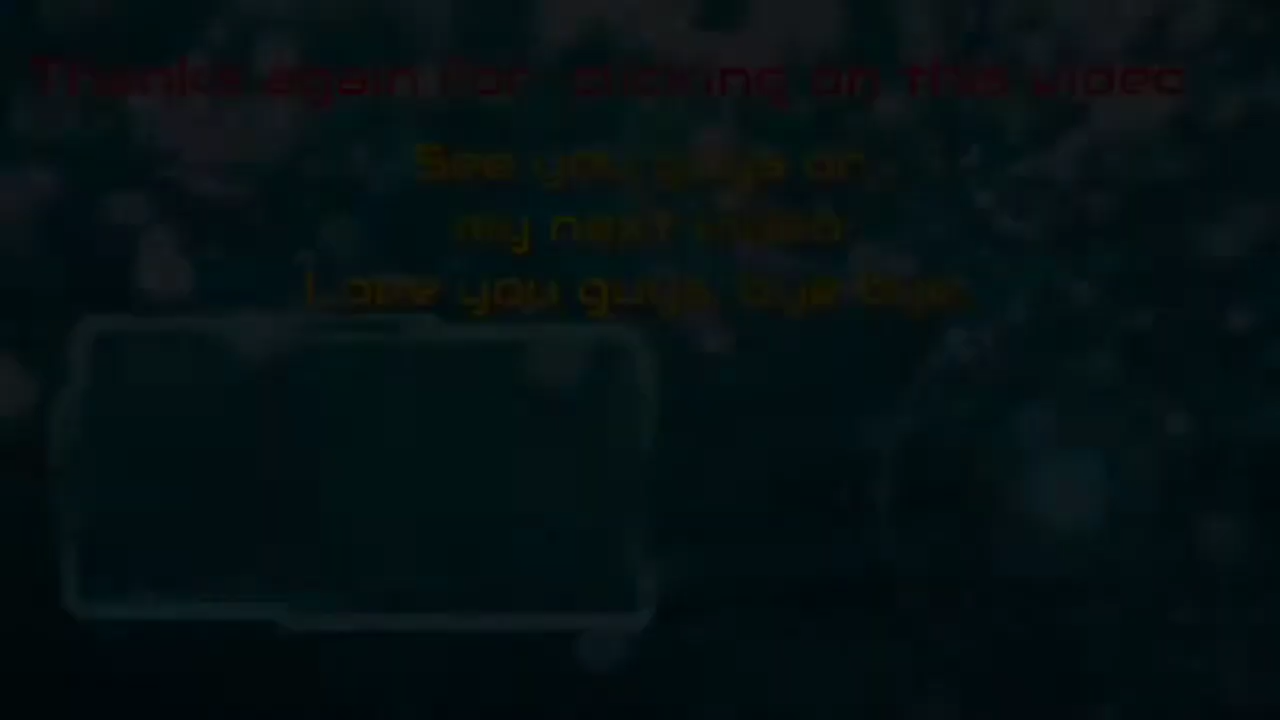 Thanks again for clicking on this video
See you guys on
my next video
Love you guys, bye bye.